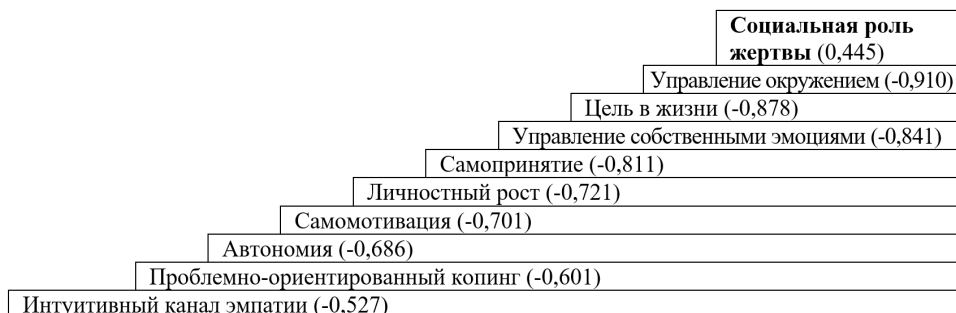 Социальная роль
жертвы (0,445)
Управление окружением (-0,910)
Цель в жизни (-0,878)
Управление собственными эмоциями (-0,841)
Самопринятие (-0,811)
Личностный рост (-0,721)
Самомотивация (-0,701)
Автономия (-0,686)
Проблемно-ориентированный копинг (-0,601)
Интуитивный канал эмпатии (-0,527)